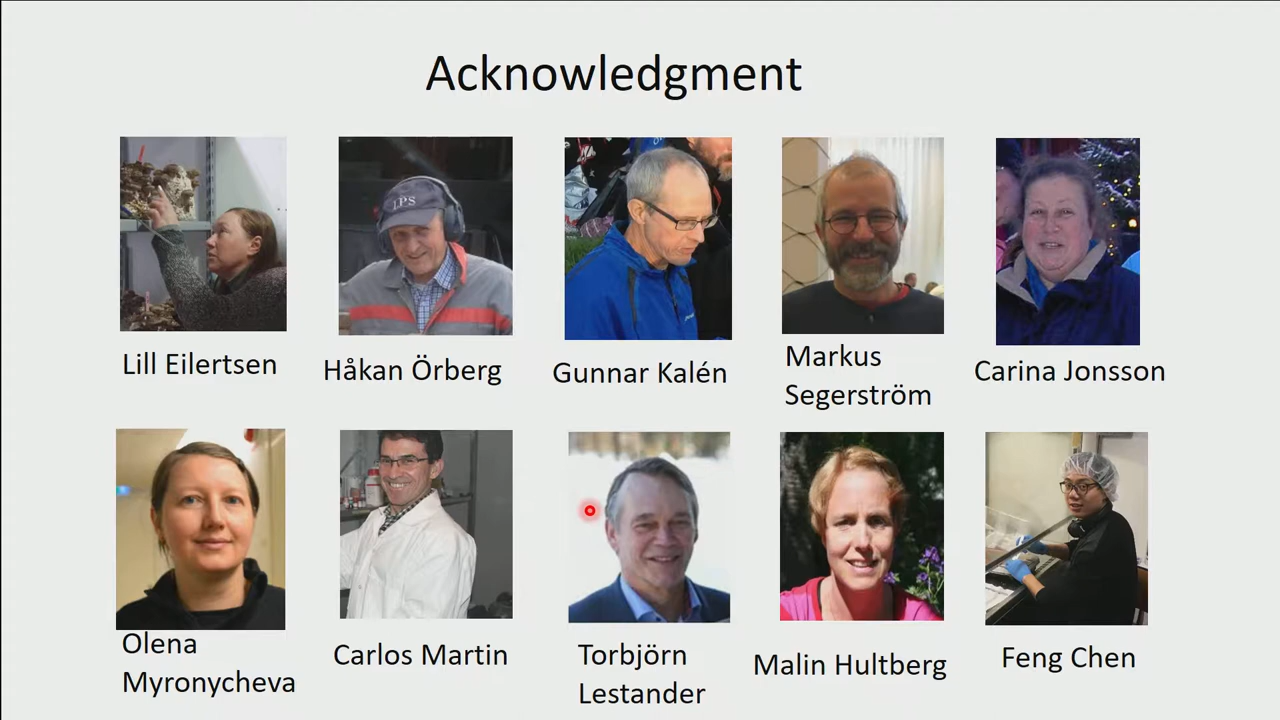 Acknowledgment
LPS
Lill Eilertsen
Håkan Örberg
Gunnar Kalén
Markus
Segerström
Carina Jonsson
Olena
Myronycheva
Carlos Martin
Torbjörn
Lestander
Malin Hultberg
Feng Chen